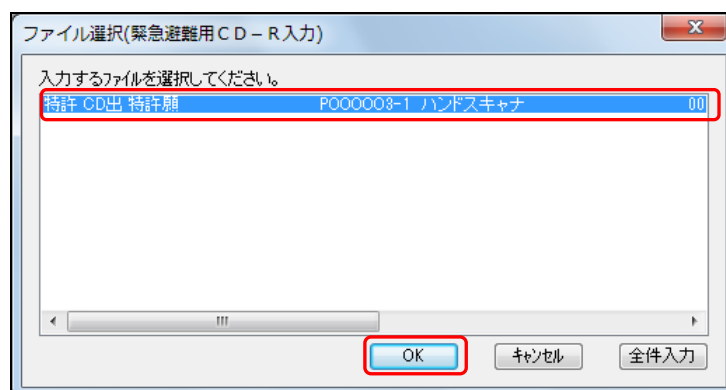 ファイル選択(緊急避難用ＣＤ－Ｒ入力)
入力するﾌｧｲﾙを選択してください。
特許 CD出 特許願 P000003-1 ハンドスキャナ 00
OK ｷｬﾝｾﾙ 全件入力